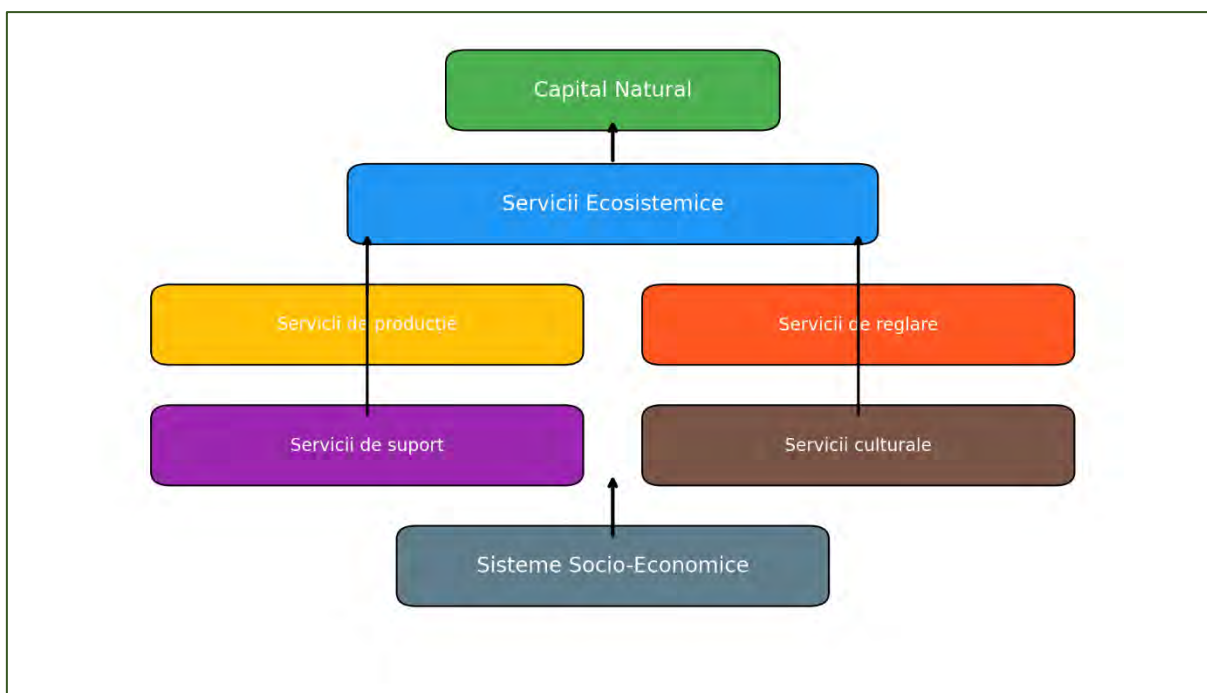 Capital Natural
Servicii Ecosistemice
Servicii de producție
Servicii de reglare
Servicii de suport
Servicii culturale
Sisteme Socio-Economice